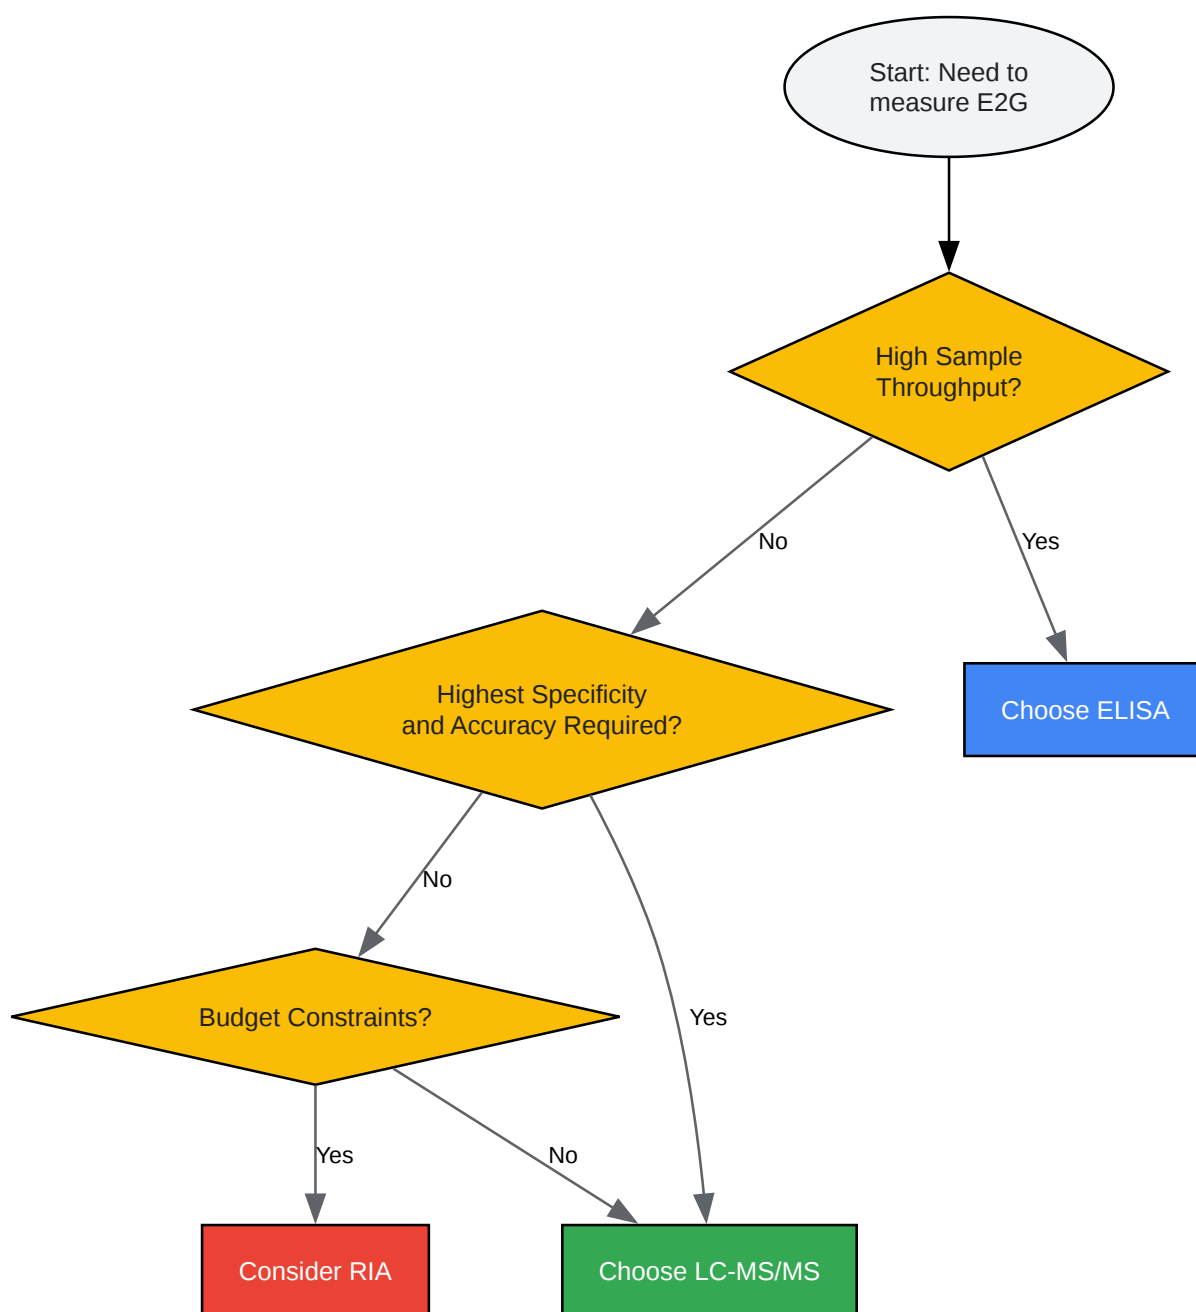 Start: Need to
measure E2G
High Sample
Throughput?
No
Yes
Highest Specificity
and Accuracy Required?
Choose ELISA
No
Yes
Budget Constraints?
Yes
No
Consider RIA
Choose LC-MS/MS